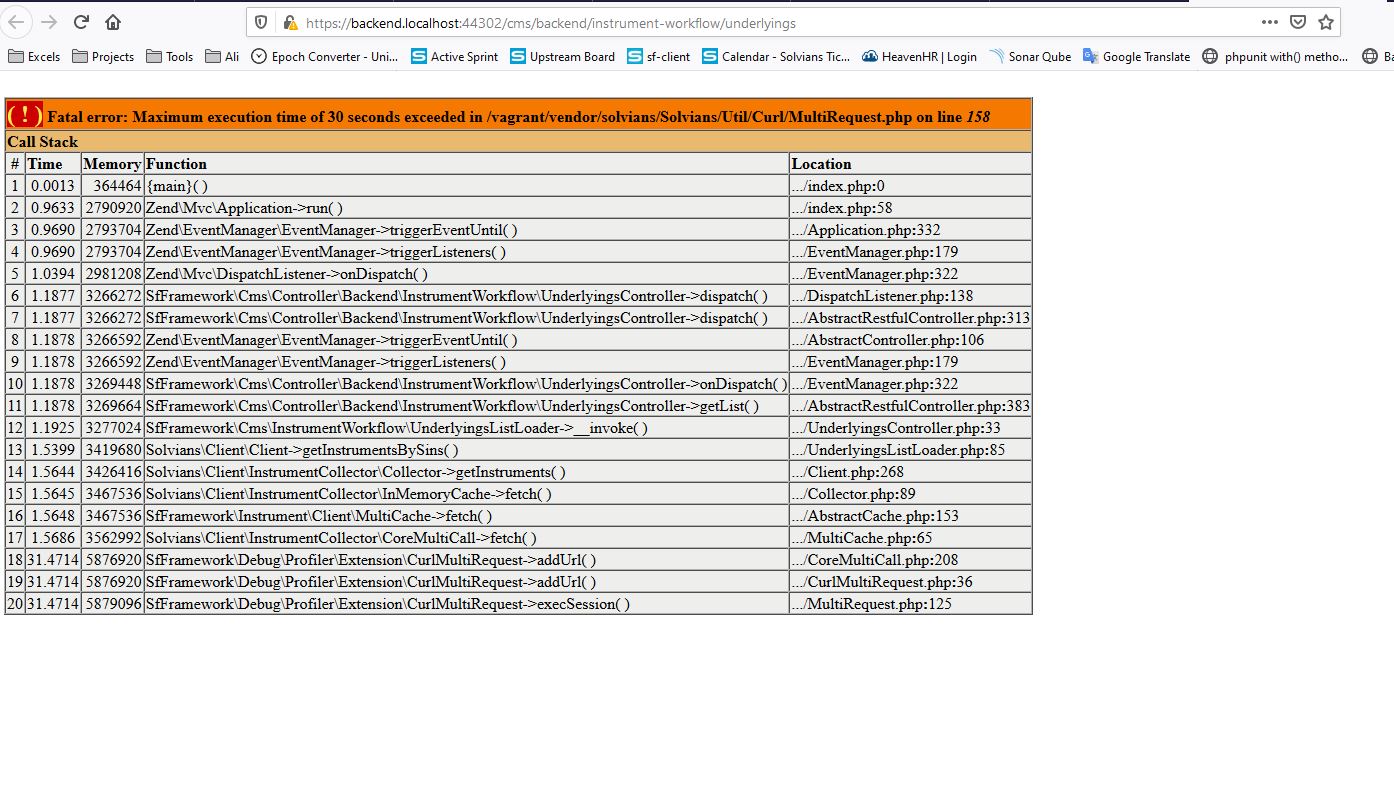 https://backend.localhost:44302/cms/backend/instrument-workflow/underlyings
Excels Projects Tools Ali Epoch Converter - Uni... Active Sprint Upstream Board sf-client Calendar - Solvians Tic... HeavenHR | Login Sonar Qube Google Translate phpunit with() metho... Ba
( ! ) Fatal error: Maximum execution time of 30 seconds exceeded in /vagrant/vendor/solvians/Solvians/Util/Curl/MultiRequest.php on line 158
Call Stack
# Time Memory Function Location
1 0.0013 364464 {main}( ) .../index.php:0
2 0.9633 2790920 Zend\Mvc\Application->run( ) .../index.php:58
3 0.9690 2793704 Zend\EventManager\EventManager->triggerEventUntil( ) .../Application.php:332
4 0.9690 2793704 Zend\EventManager\EventManager->triggerListeners( ) .../EventManager.php:179
5 1.0394 2981208 Zend\Mvc\DispatchListener->onDispatch( ) .../EventManager.php:322
6 1.1877 3266272 SfFramework\Cms\Controller\Backend\InstrumentWorkflow\UnderlyingsController->dispatch( ) .../DispatchListener.php:138
7 1.1877 3266272 SfFramework\Cms\Controller\Backend\InstrumentWorkflow\UnderlyingsController->dispatch( ) .../AbstractRestfulController.php:313
8 1.1878 3266592 Zend\EventManager\EventManager->triggerEventUntil( ) .../AbstractController.php:106
9 1.1878 3266592 Zend\EventManager\EventManager->triggerListeners( ) .../EventManager.php:179
10 1.1878 3269448 SfFramework\Cms\Controller\Backend\InstrumentWorkflow\UnderlyingsController->onDispatch( ) .../EventManager.php:322
11 1.1878 3269664 SfFramework\Cms\Controller\Backend\InstrumentWorkflow\UnderlyingsController->getList( ) .../AbstractRestfulController.php:383
12 1.1925 3277024 SfFramework\Cms\InstrumentWorkflow\UnderlyingsListLoader->__invoke( ) .../UnderlyingsController.php:33
13 1.5399 3419680 Solvians\Client\Client->getInstrumentsBySins( ) .../UnderlyingsListLoader.php:85
14 1.5644 3426416 Solvians\Client\InstrumentCollector\Collector->getInstruments( ) .../Client.php:268
15 1.5645 3467536 Solvians\Client\InstrumentCollector\InMemoryCache->fetch( ) .../Collector.php:89
16 1.5648 3467536 SfFramework\Instrument\Client\MultiCache->fetch( ) .../AbstractCache.php:153
17 1.5686 3562992 Solvians\Client\InstrumentCollector\CoreMultiCall->fetch( ) .../MultiCache.php:65
18 31.4714 5876920 SfFramework\Debug\Profiler\Extension\CurlMultiRequest->addUrl( ) .../CoreMultiCall.php:208
19 31.4714 5876920 SfFramework\Debug\Profiler\Extension\CurlMultiRequest->addUrl( ) .../CurlMultiRequest.php:36
20 31.4714 5879096 SfFramework\Debug\Profiler\Extension\CurlMultiRequest->execSession( ) .../MultiRequest.php:125